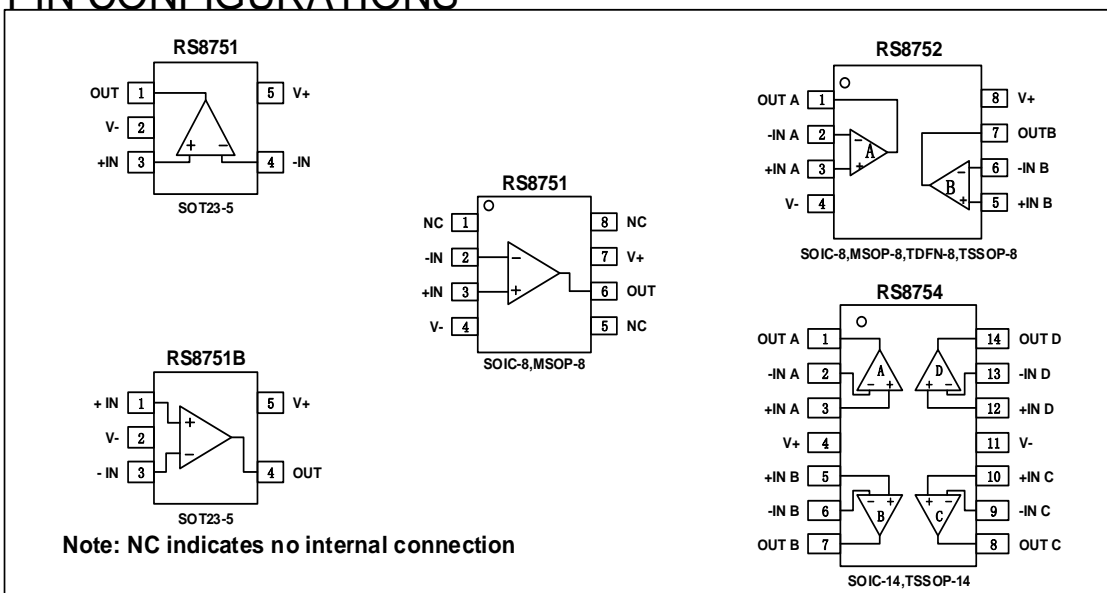 PIN CONFIGURATIONS
RS8751
OUT 1 5 V+
V- 2
+IN 3 4 -IN
+ −
SOT23-5
RS8751B
+ IN 1 5 V+
V- 2
- IN 3 4 OUT
+
−
SOT23-5
Note: NC indicates no internal connection
RS8751
NC 1 8 NC
-IN 2 7 V+
+IN 3 6 OUT
V- 4 5 NC
−
+
SOIC-8,MSOP-8
RS8752
OUT A 1 8 V+
-IN A 2 7 OUTB
+IN A 3 6 -IN B
V- 4 5 +IN B
− A +
− B +
SOIC-8,MSOP-8,TDFN-8,TSSOP-8
RS8754
OUT A 1 14 OUT D
-IN A 2 13 -IN D
+IN A 3 12 +IN D
V+ 4 11 V-
+IN B 5 10 +IN C
-IN B 6 9 -IN C
OUT B 7 8 OUT C
A D
− + + −
− + + −
B C
SOIC-14,TSSOP-14